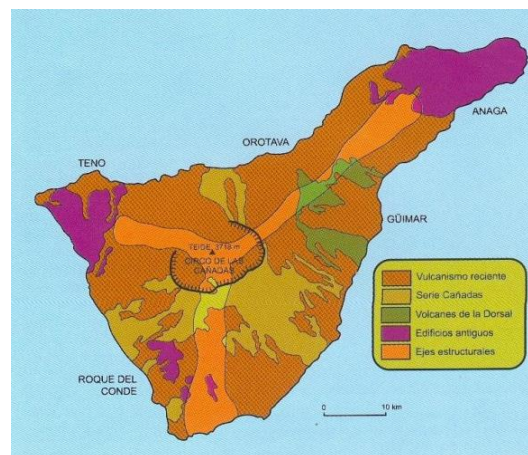 ANAGA
OROTAVA
TENO
GÜIMAR
TEIDE, 3718 m
CIRCO DE LAS
CAÑADAS
Vulcanismo reciente
Serie Cañadas
Volcanes de la Dorsal
Edificios antiguos
Ejes estructurales
ROQUE DEL
CONDE
0 10 km